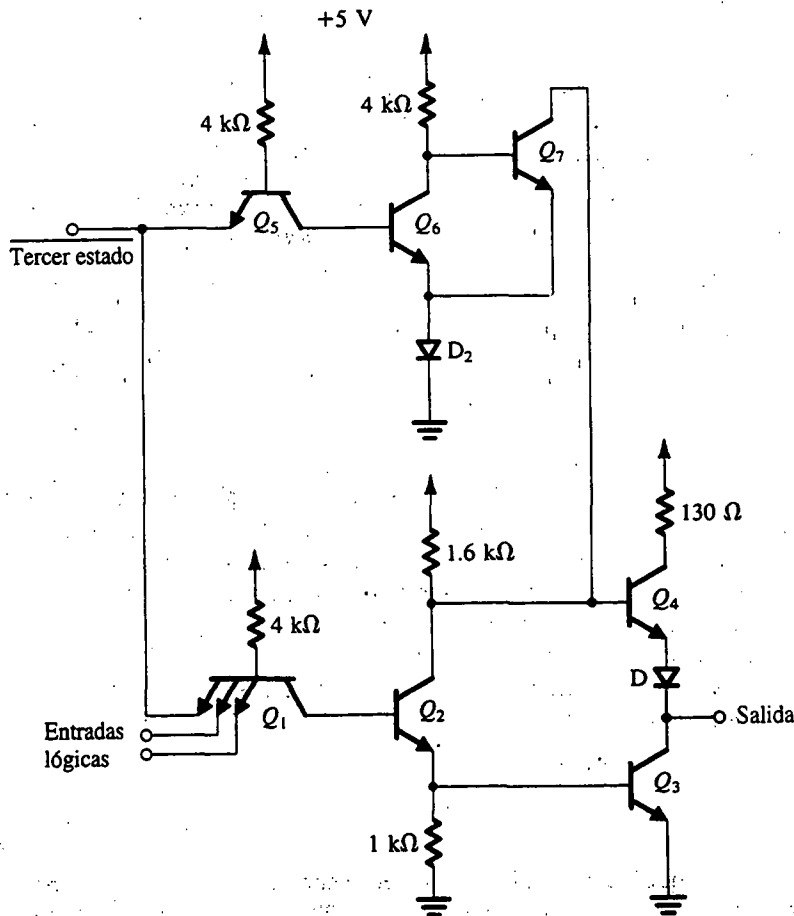 +5 V
4 kΩ
4 kΩ
Q7
Q5
Q6
Tercer estado
D2
1.6 kΩ
130 Ω
4 kΩ
Q4
D
Salida
Q1
Q2
Entradas
lógicas
Q3
1 kΩ